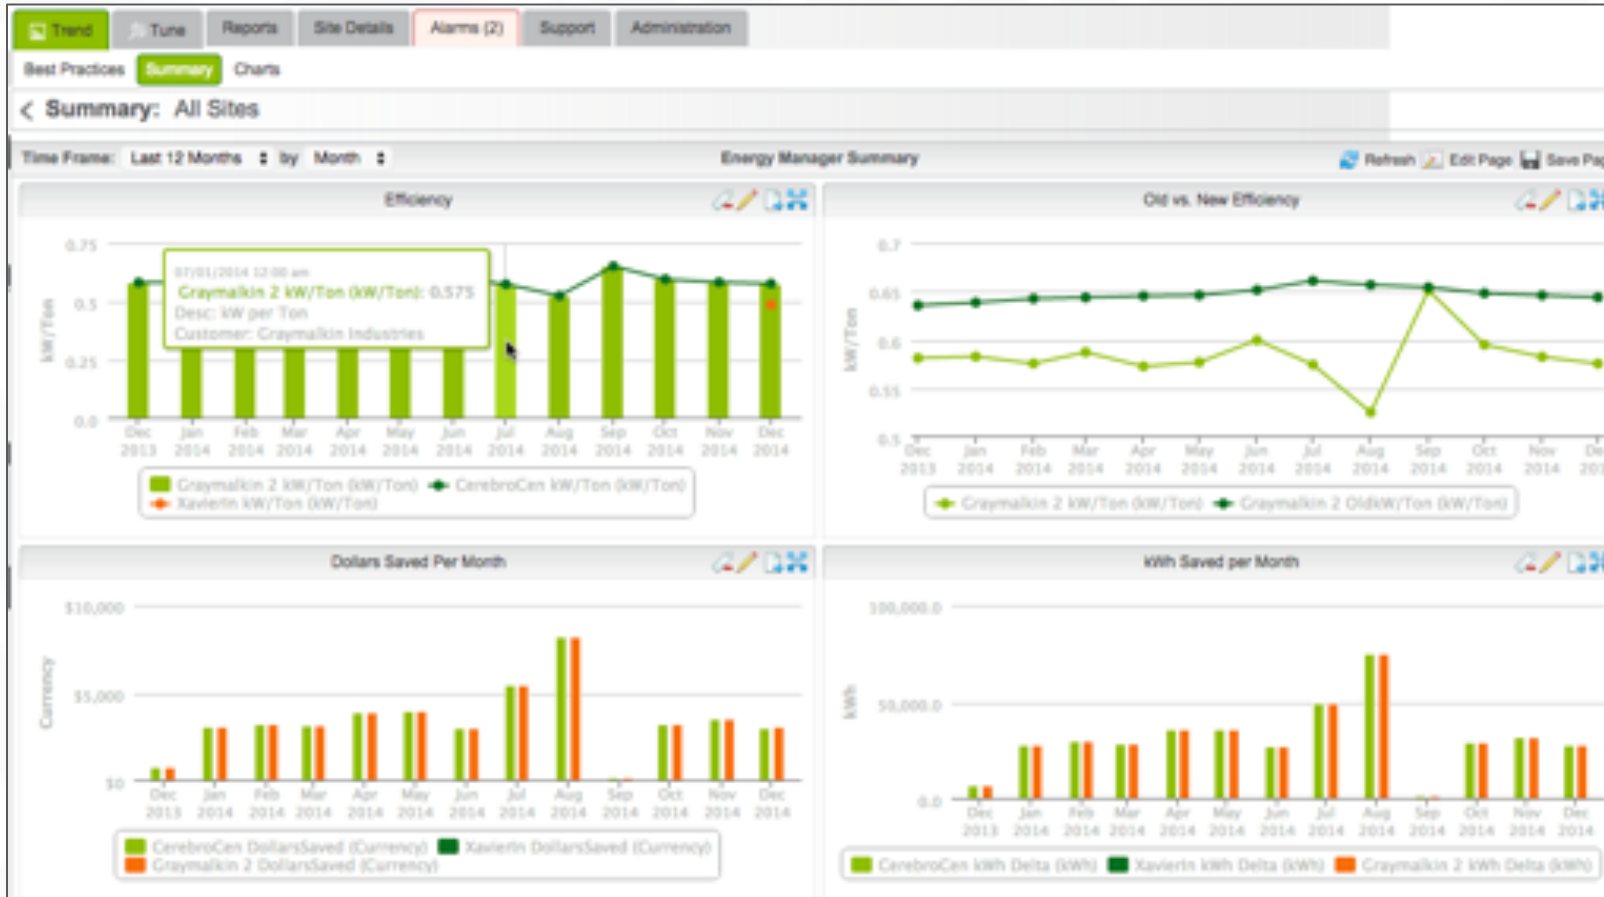 Trend Tune Reports Site Details Alarms (2) Support Administration
Best Practices Summary Charts
< Summary: All Sites
Time Frame: Last 12 Months by Month Energy Manager Summary Refresh Edit Page Save Pag
Efficiency
0.75
0.5
0.25
0.0
kW/Ton
07/01/2014 12:00 am
Graymalkin 2 kW/Ton (kW/Ton): 0.575
Desc: kW per Ton
Customer: Graymalkin Industries
Dec Jan Feb Mar Apr May Jun Jul Aug Sep Oct Nov Dec
2013 2014 2014 2014 2014 2014 2014 2014 2014 2014 2014 2014 2014
Graymalkin 2 kW/Ton (kW/Ton) CerebroCen kW/Ton (kW/Ton)
XavierIn kW/Ton (kW/Ton)
Old vs. New Efficiency
0.7
0.65
0.6
0.55
0.5
kW/Ton
Dec Jan Feb Mar Apr May Jun Jul Aug Sep Oct Nov De
2013 2014 2014 2014 2014 2014 2014 2014 2014 2014 2014 2014 201
Graymalkin 2 kW/Ton (kW/Ton) Graymalkin 2 OldkW/Ton (kW/Ton)
Dollars Saved Per Month
$10,000
$5,000
$0
Currency
Dec Jan Feb Mar Apr May Jun Jul Aug Sep Oct Nov Dec
2013 2014 2014 2014 2014 2014 2014 2014 2014 2014 2014 2014 2014
CerebroCen DollarsSaved (Currency) XavierIn DollarsSaved (Currency)
Graymalkin 2 DollarsSaved (Currency)
kWh Saved per Month
100,000.0
50,000.0
0.0
kWh
Dec Jan Feb Mar Apr May Jun Jul Aug Sep Oct Nov Dec
2013 2014 2014 2014 2014 2014 2014 2014 2014 2014 2014 2014 2014
CerebroCen kWh Delta (kWh) XavierIn kWh Delta (kWh) Graymalkin 2 kWh Delta (kWh)